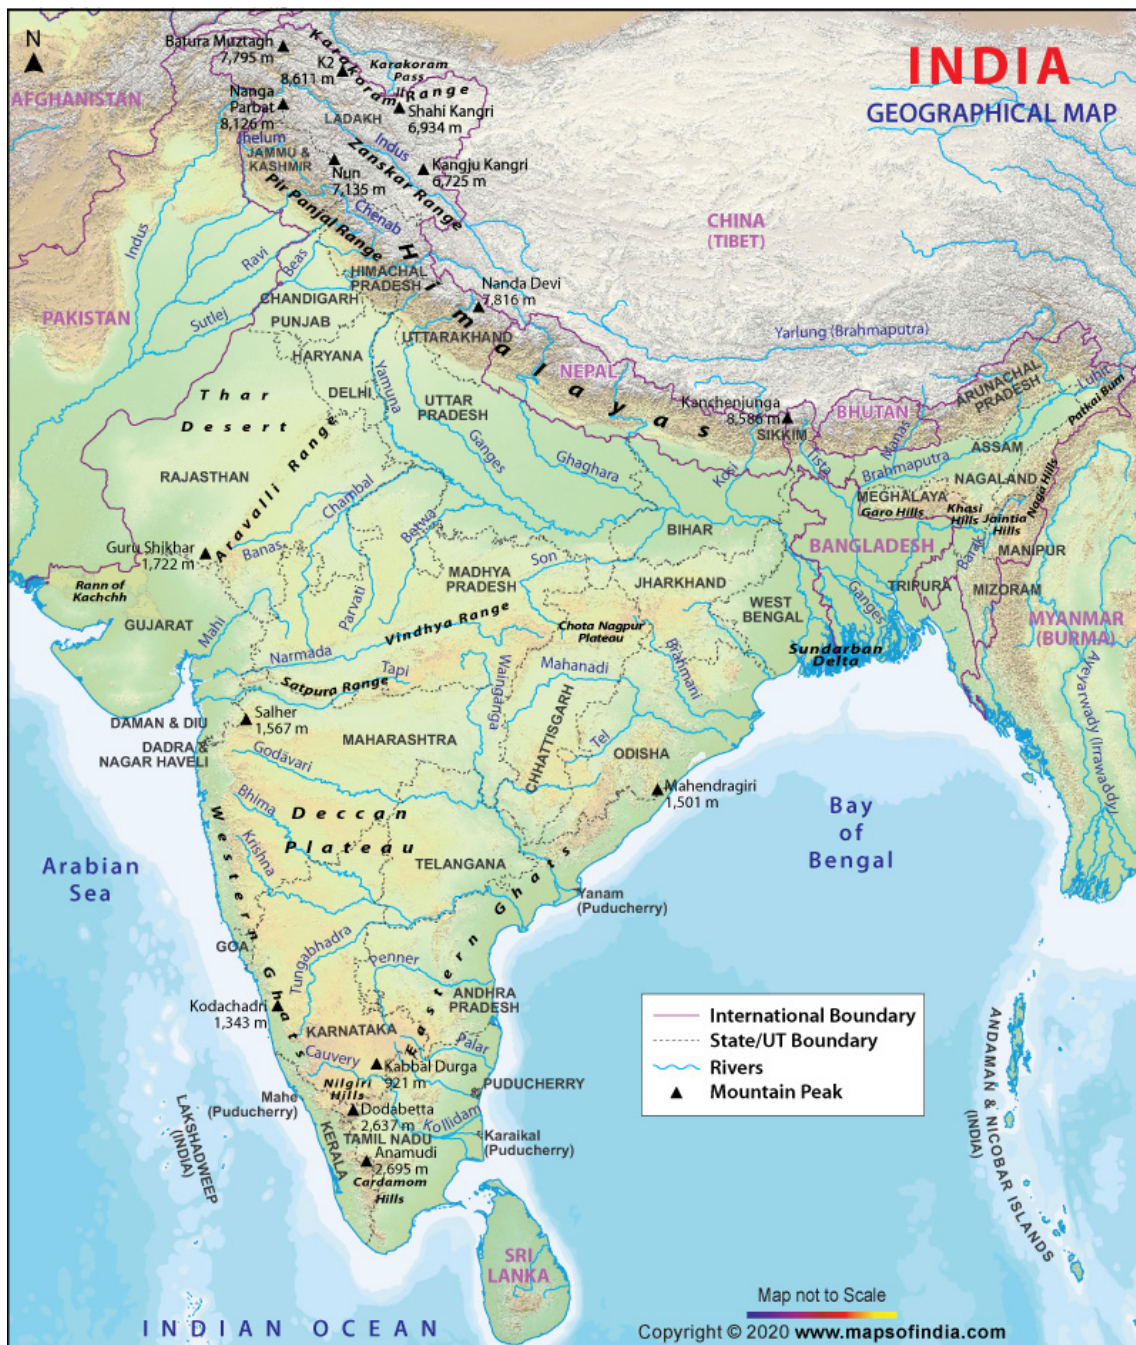 INDIA
GEOGRAPHICAL MAP
N
Batura Muztagh
7,795 m
K2
8,611 m
Karakoram Range
Karakoram
Pass
Nanga
Parbat
8,126 m
Shahi Kangri
6,934 m
LADAKH
AFGHANISTAN
Jhelum
JAMMU &
KASHMIR
Indus
Zanskar Range
Nun
7,135 m
Kangju Kangri
6,725 m
Pir Panjal Range
Chenab
CHINA
(TIBET)
Indus
Ravi
Beas
Himalayas
HIMACHAL
PRADESH
Nanda Devi
7,816 m
CHANDIGARH
PAKISTAN
Sutlej
PUNJAB
UTTARAKHAND
Yarlung (Brahmaputra)
HARYANA
NEPAL
ARUNACHAL
PRADESH
Luhit
Patkai Bum
Thar
Desert
DELHI
Yamuna
UTTAR
PRADESH
Kanchenjunga
8,586 m
BHUTAN
SIKKIM
Manas
ASSAM
Aravalli Range
Ganges
Ghaghara
Kosi
Tista
Brahmaputra
RAJASTHAN
Chambal
NAGALAND
Naga Hills
MEGHALAYA
Garo Hills
Khasi
Hills
Jaintia
Hills
Betwa
BIHAR
BANGLADESH
Barak
MANIPUR
Guru Shikhar
1,722 m
Banas
Son
MADHYA
PRADESH
JHARKHAND
TRIPURA
MIZORAM
Rann of
Kachchh
Parvati
WEST
BENGAL
Ganges
MYANMAR
(BURMA)
GUJARAT
Mahi
Vindhya Range
Chota Nagpur
Plateau
Narmada
Sundarban
Delta
Tapi
Satpura Range
Wainganga
Mahanadi
Brahmani
Ayeyarwady (Irrawaddy)
Salher
1,567 m
DAMAN & DIU
DADRA &
NAGAR HAVELI
MAHARASHTRA
CHHATTISGARH
Tel
ODISHA
Godavari
Mahendragiri
1,501 m
Bhima
Deccan
Plateau
Bay
of
Bengal
Western Ghats
Krishna
TELANGANA
Arabian
Sea
Eastern Ghats
Yanam
(Puducherry)
GOA
Tungabhadra
Penner
ANDHRA
PRADESH
Kodachadri
1,343 m
KARNATAKA
Palar
Cauvery
Kabbal Durga
921 m
PUDUCHERRY
Nilgiri
Hills
Mahe
(Puducherry)
Dodabetta
2,637 m
Kollidam
LAKSHADWEEP
(INDIA)
KERALA
TAMIL NADU
Karaikal
(Puducherry)
Anamudi
2,695 m
Cardamom
Hills
SRI
LANKA
ANDAMAN & NICOBAR ISLANDS
(INDIA)
International Boundary
State/UT Boundary
Rivers
Mountain Peak
INDIAN OCEAN
Map not to Scale
Copyright © 2020 www.mapsofindia.com